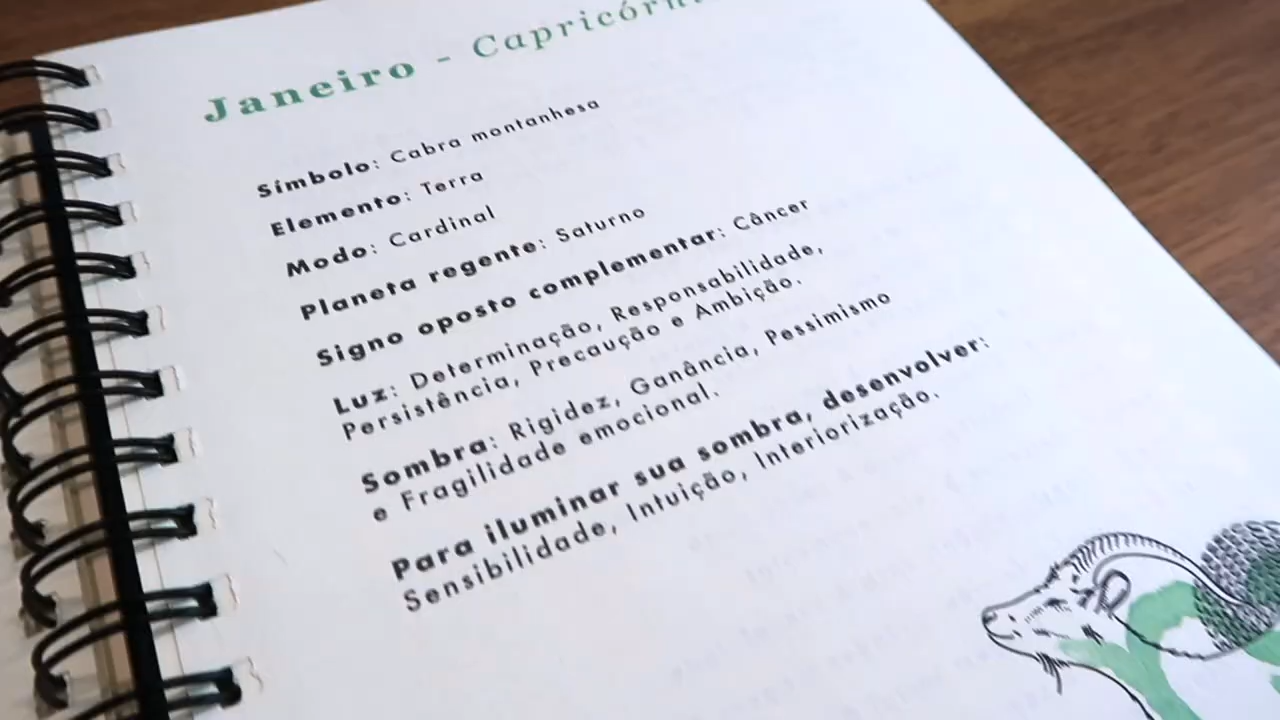 Janeiro - Capricórn
Símbolo: Cabra montanhesa
Elemento: Terra
Modo: Cardinal
Planeta regente: Saturno
Signo oposto complementar: Câncer
Luz: Determinação, Responsabilidade,
Persistência, Precaução e Ambição.
Sombra: Rigidez, Ganância, Pessimismo
e Fragilidade emocional.
Para iluminar sua sombra, desenvolver:
Sensibilidade, Intuição, Interiorização.